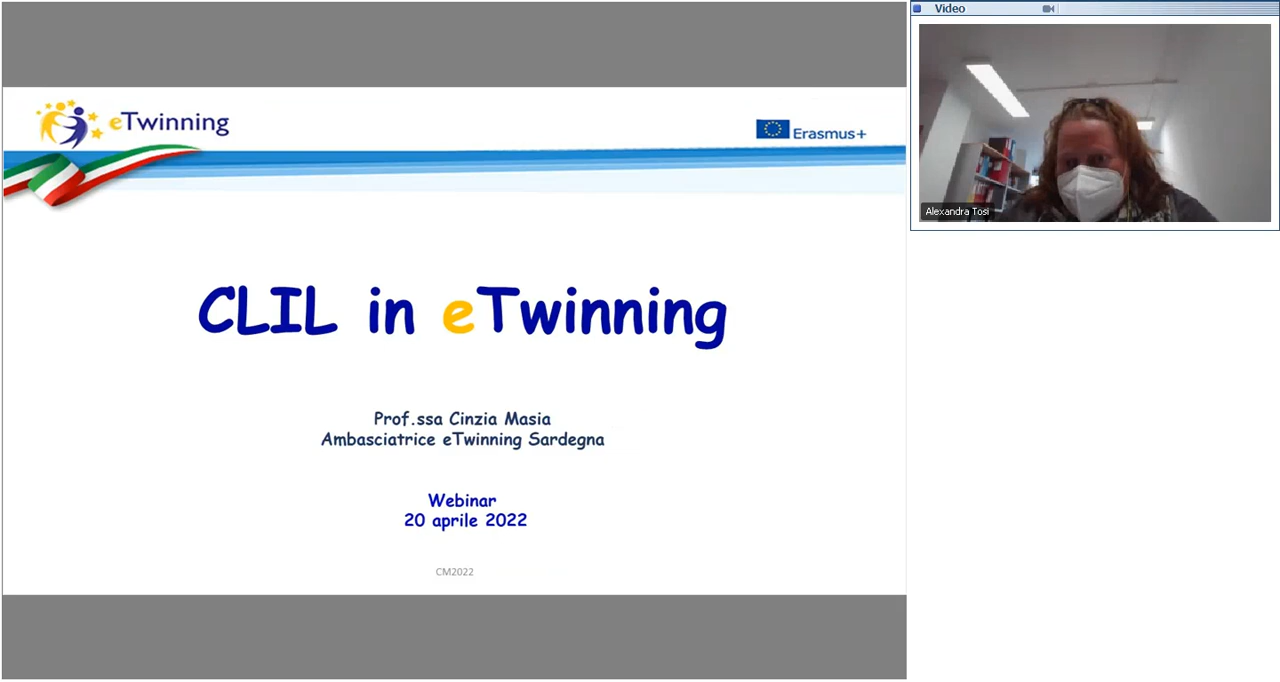 eTwinning
Erasmus+
CLIL in eTwinning
Prof.ssa Cinzia Masia
Ambasciatrice eTwinning Sardegna
Webinar
20 aprile 2022
CM2022
Video
Alexandra Tosi